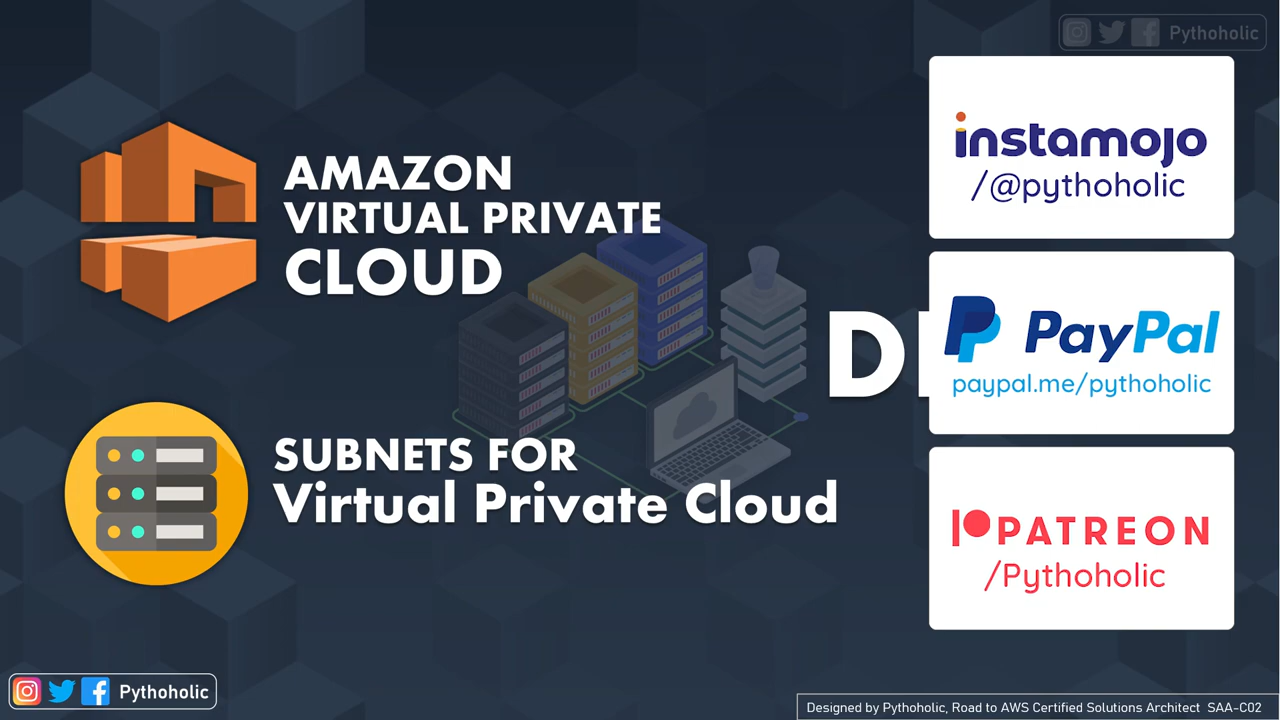 Pythoholic
AMAZON
VIRTUAL PRIVATE
CLOUD
SUBNETS FOR
Virtual Private Cloud
instamojo
/@pythoholic
PayPal
paypal.me/pythoholic
PATREON
/Pythoholic
Pythoholic
Designed by Pythoholic, Road to AWS Certified Solutions Architect SAA-C02